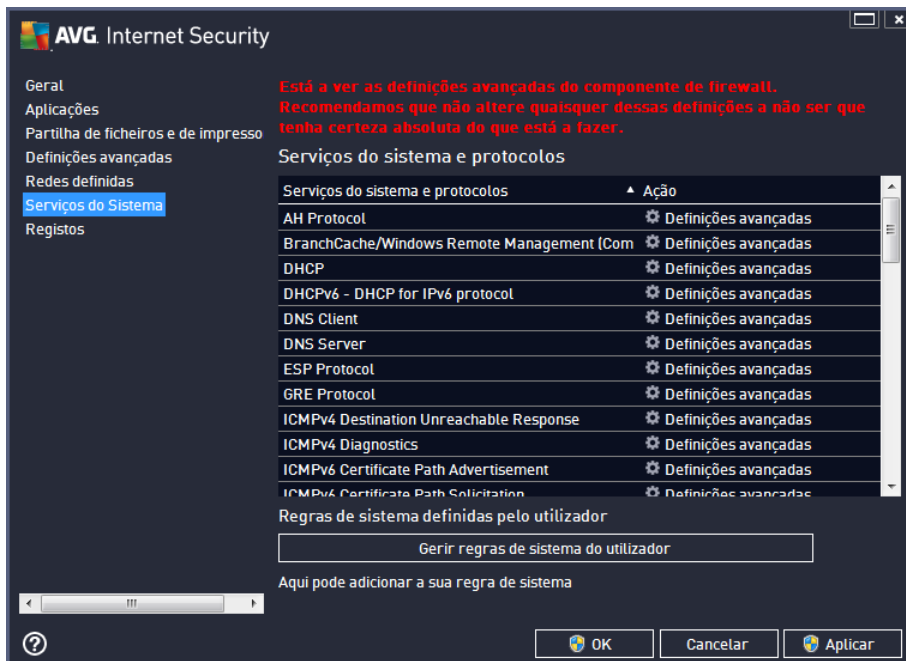 AVG. Internet Security
Geral
Aplicações
Partilha de ficheiros e de impresso
Definições avançadas
Redes definidas
Serviços do Sistema
Registos
Está a ver as definições avançadas do componente de firewall.
Recomendamos que não altere quaisquer dessas definições a não ser que
tenha certeza absoluta do que está a fazer.
Serviços do sistema e protocolos
Serviços do sistema e protocolos Ação
AH Protocol Definições avançadas
BranchCache/Windows Remote Management (Com Definições avançadas
DHCP Definições avançadas
DHCPv6 - DHCP for IPv6 protocol Definições avançadas
DNS Client Definições avançadas
DNS Server Definições avançadas
ESP Protocol Definições avançadas
GRE Protocol Definições avançadas
ICMPv4 Destination Unreachable Response Definições avançadas
ICMPv4 Diagnostics Definições avançadas
ICMPv6 Certificate Path Advertisement Definições avançadas
ICMPv6 Certificate Path Solicitation Definições avançadas
Regras de sistema definidas pelo utilizador
Gerir regras de sistema do utilizador
Aqui pode adicionar a sua regra de sistema
OK Cancelar Aplicar